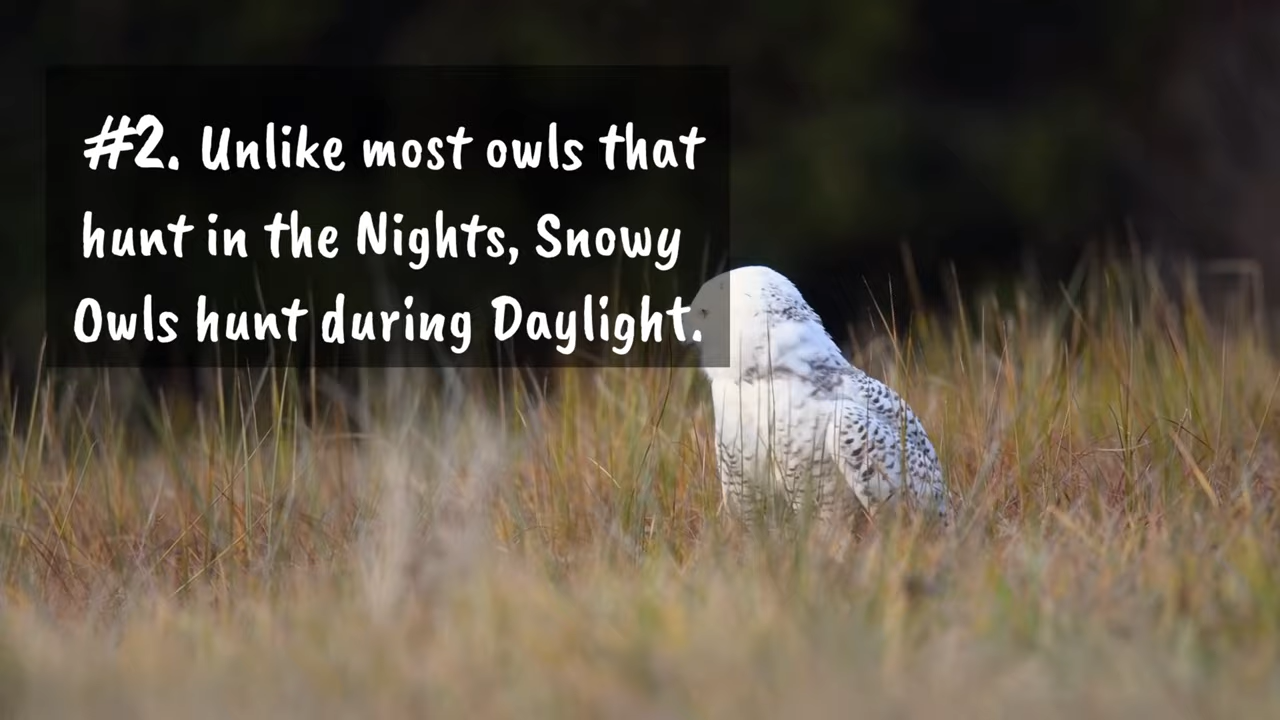 #2. Unlike most owls that
hunt in the Nights, Snowy
Owls hunt during Daylight.